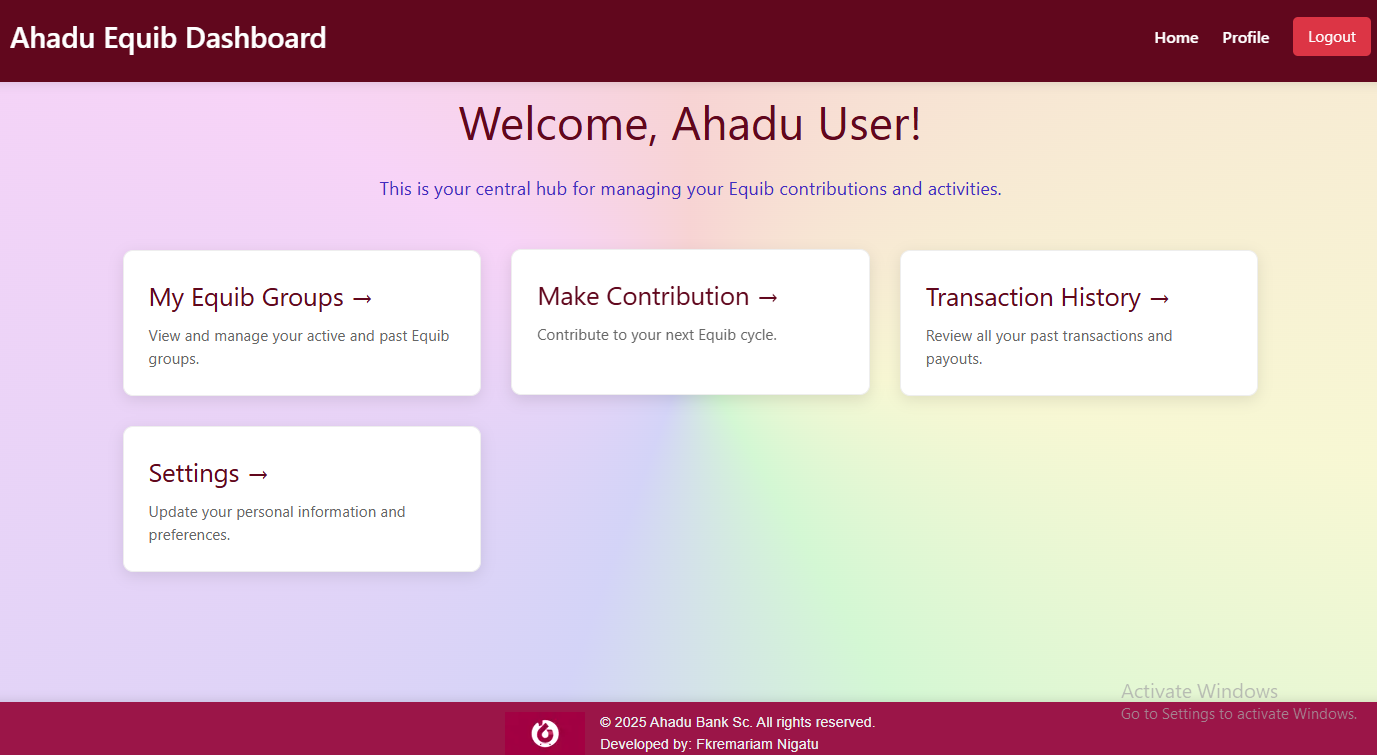 Ahadu Equib Dashboard
Home
Profile
Logout
Welcome, Ahadu User!
This is your central hub for managing your Equib contributions and activities.
My Equib Groups →
View and manage your active and past Equib
groups.
Make Contribution →
Contribute to your next Equib cycle.
Transaction History →
Review all your past transactions and
payouts.
Settings →
Update your personal information and
preferences.
Activate Windows
Go to Settings to activate Windows.
© 2025 Ahadu Bank Sc. All rights reserved.
Developed by: Fkremariam Nigatu